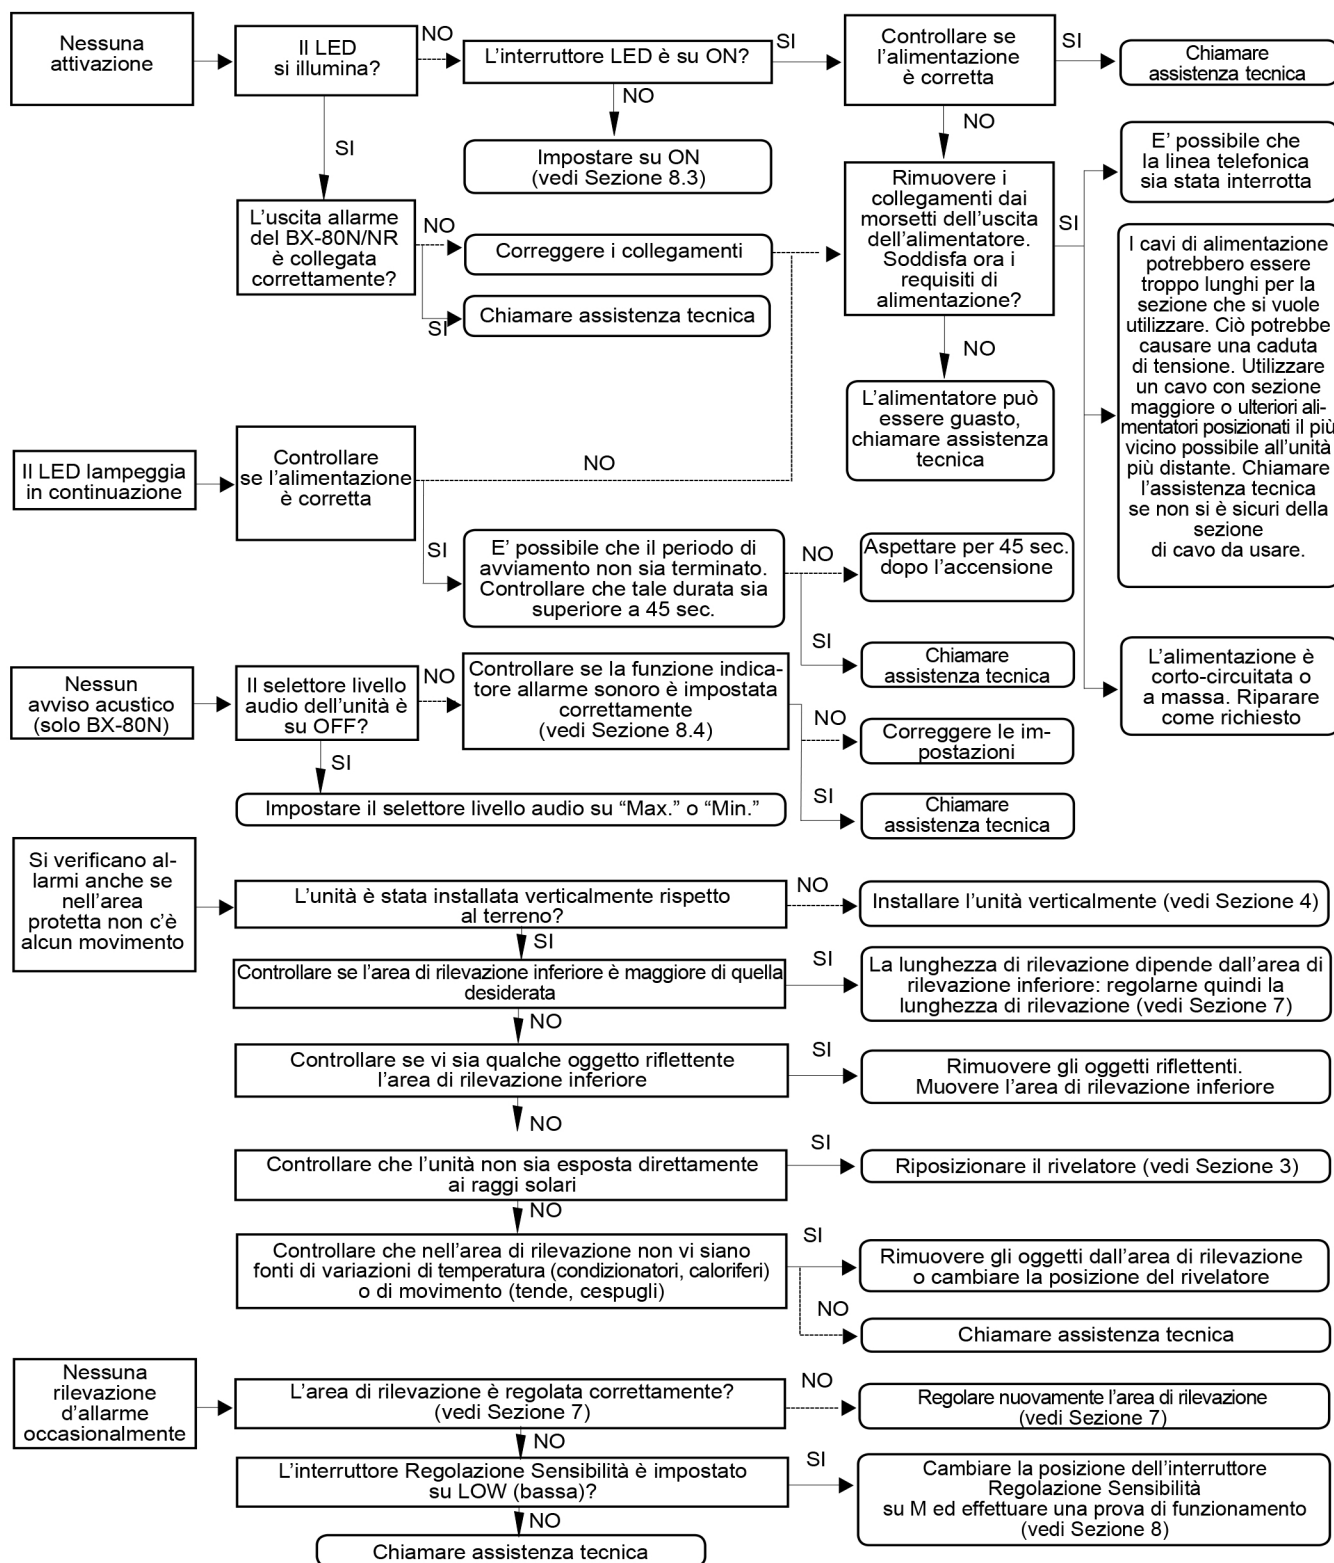 Nessuna
attivazione
Il LED
si illumina?
NO
L'interruttore LED è su ON?
SI
Controllare se
l'alimentazione
è corretta
SI
Chiamare
assistenza tecnica
NO
Impostare su ON
(vedi Sezione 8.3)
SI
NO
E' possibile che
la linea telefonica
sia stata interrotta
Rimuovere i
collegamenti dai
morsetti dell'uscita
dell'alimentatore.
Soddisfa ora i
requisiti di
alimentazione?
SI
L'uscita allarme
del BX-80N/NR
è collegata
correttamente?
NO
Correggere i collegamenti
SI
Chiamare assistenza tecnica
NO
L'alimentatore può
essere guasto,
chiamare assistenza
tecnica
I cavi di alimentazione
potrebbero essere
troppo lunghi per la
sezione che si vuole
utilizzare. Ciò potrebbe
causare una caduta
di tensione. Utilizzare
un cavo con sezione
maggiore o ulteriori ali-
mentatori posizionati il più
vicino possibile all'unità
più distante. Chiamare
l'assistenza tecnica
se non si è sicuri della
sezione
di cavo da usare.
Il LED lampeggia
in continuazione
Controllare
se l'alimentazione
è corretta
NO
SI
E' possibile che il periodo di
avviamento non sia terminato.
Controllare che tale durata sia
superiore a 45 sec.
NO
Aspettare per 45 sec.
dopo l'accensione
SI
Chiamare
assistenza tecnica
L'alimentazione è
corto-circuitata o
a massa. Riparare
come richiesto
Nessun
avviso acustico
(solo BX-80N)
Il selettore livello
audio dell'unità è
su OFF?
NO
Controllare se la funzione indica-
tore allarme sonoro è impostata
correttamente
(vedi Sezione 8.4)
NO
Correggere le im-
postazioni
SI
Chiamare
assistenza tecnica
SI
Impostare il selettore livello audio su “Max.” o “Min.”
Si verificano al-
larmi anche se
nell'area
protetta non c'è
alcun movimento
L'unità è stata installata verticalmente rispetto
al terreno?
NO
Installare l'unità verticalmente (vedi Sezione 4)
SI
Controllare se l'area di rilevazione inferiore è maggiore di quella
desiderata
SI
La lunghezza di rilevazione dipende dall'area di
rilevazione inferiore: regolarne quindi la
lunghezza di rilevazione (vedi Sezione 7)
NO
Controllare se vi sia qualche oggetto riflettente
l'area di rilevazione inferiore
SI
Rimuovere gli oggetti riflettenti.
Muovere l'area di rilevazione inferiore
NO
Controllare che l'unità non sia esposta direttamente
ai raggi solari
SI
Riposizionare il rivelatore (vedi Sezione 3)
NO
Controllare che nell'area di rilevazione non vi siano
fonti di variazioni di temperatura (condizionatori, caloriferi)
o di movimento (tende, cespugli)
SI
Rimuovere gli oggetti dall'area di rilevazione
o cambiare la posizione del rivelatore
NO
Chiamare assistenza tecnica
Nessuna
rilevazione
d'allarme
occasionalmente
L'area di rilevazione è regolata correttamente?
(vedi Sezione 7)
NO
Regolare nuovamente l'area di rilevazione
(vedi Sezione 7)
NO
L'interruttore Regolazione Sensibilità è impostato
su LOW (bassa)?
SI
Cambiare la posizione dell'interruttore
Regolazione Sensibilità
su M ed effettuare una prova di funzionamento
(vedi Sezione 8)
NO
Chiamare assistenza tecnica